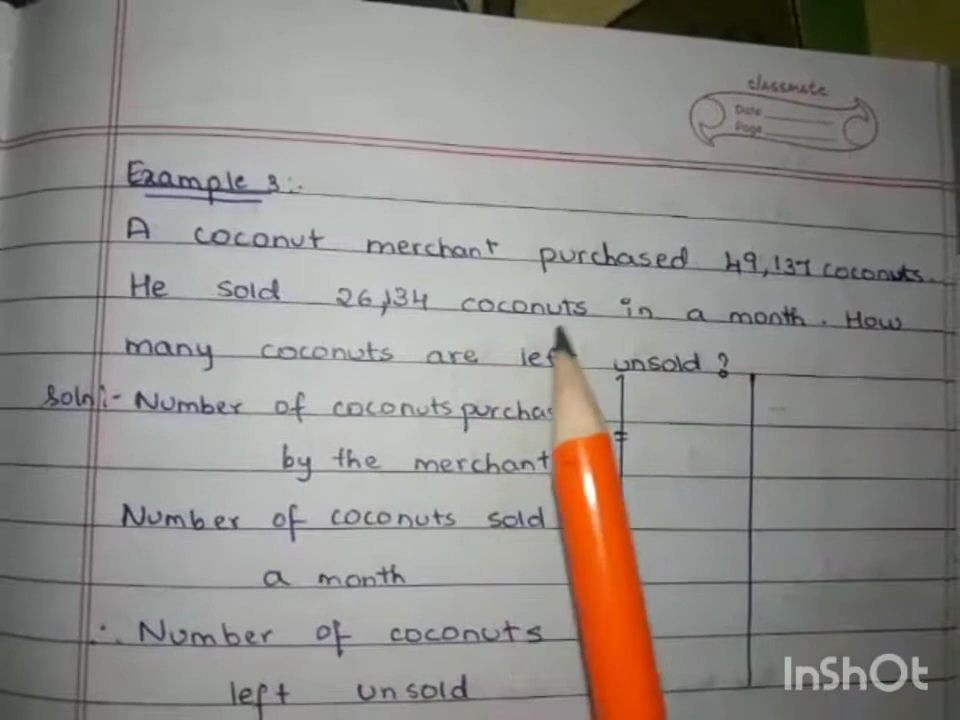 classmate
Date
Page
Example 3:.
A coconut merchant purchased 49,137 coconuts.
He sold 26,134 coconuts in a month. How
many coconuts are left unsold?
Soln:- Number of coconuts purchas
by the merchant =
Number of coconuts sold
a month
∴ Number of coconuts
left unsold
InShOt